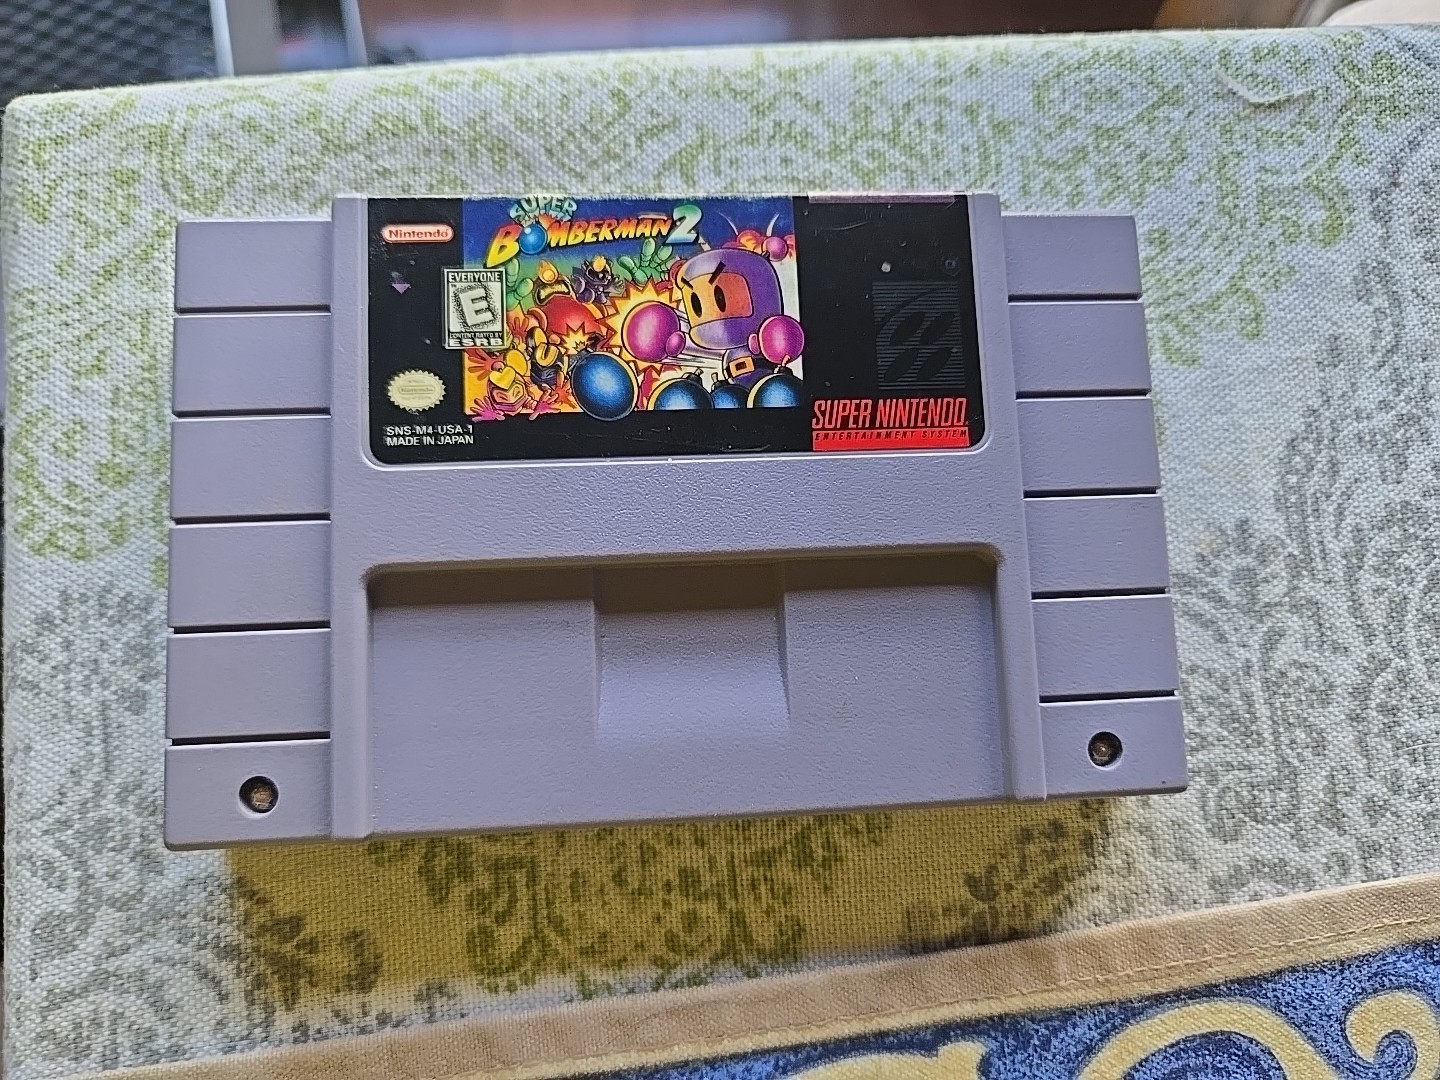 Nintendo
SUPER
BOMBERMAN 2
EVERYONE
E
CONTENT RATED BY
ESRB
SNS-M4-USA-1
MADE IN JAPAN
SUPER NINTENDO
ENTERTAINMENT SYSTEM